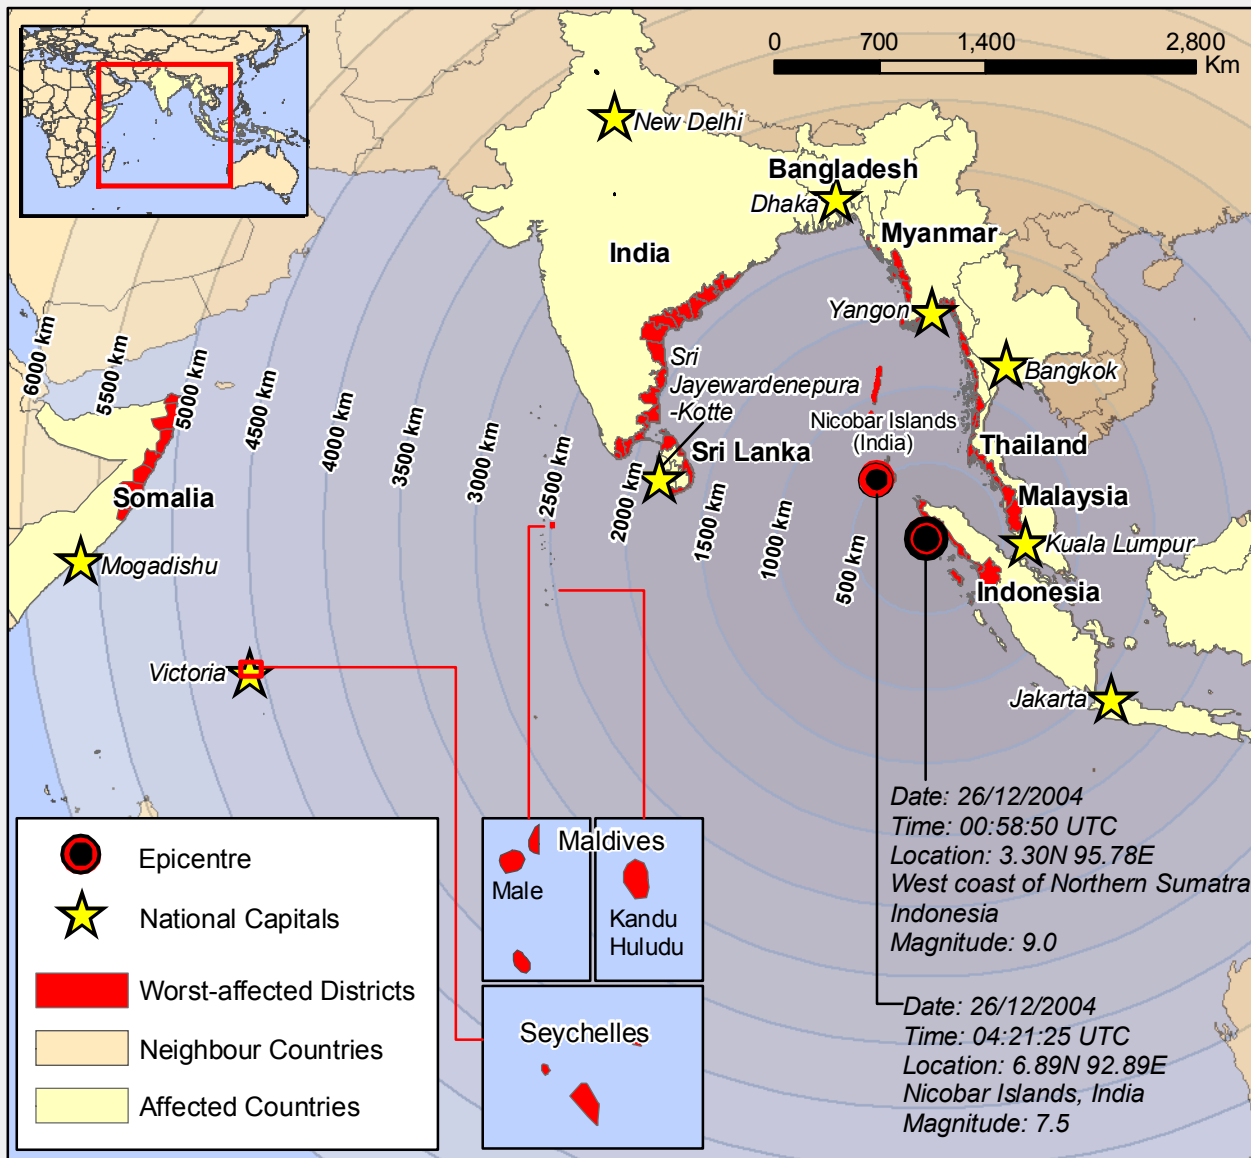 0 700 1,400 2,800
Km
New Delhi
Bangladesh
Dhaka
Myanmar
India
Yangon
Bangkok
Sri
Jayewardenepura
-Kotte
Nicobar Islands
(India)
Sri Lanka
Thailand
Malaysia
Kuala Lumpur
Indonesia
Jakarta
Somalia
Mogadishu
Victoria
6000 km
5500 km
5000 km
4500 km
4000 km
3500 km
3000 km
2500 km
2000 km
1500 km
1000 km
500 km
Date: 26/12/2004
Time: 00:58:50 UTC
Location: 3.30N 95.78E
West coast of Northern Sumatra
Indonesia
Magnitude: 9.0
Date: 26/12/2004
Time: 04:21:25 UTC
Location: 6.89N 92.89E
Nicobar Islands, India
Magnitude: 7.5
Maldives
Male
Kandu
Huludu
Seychelles
Epicentre
National Capitals
Worst-affected Districts
Neighbour Countries
Affected Countries